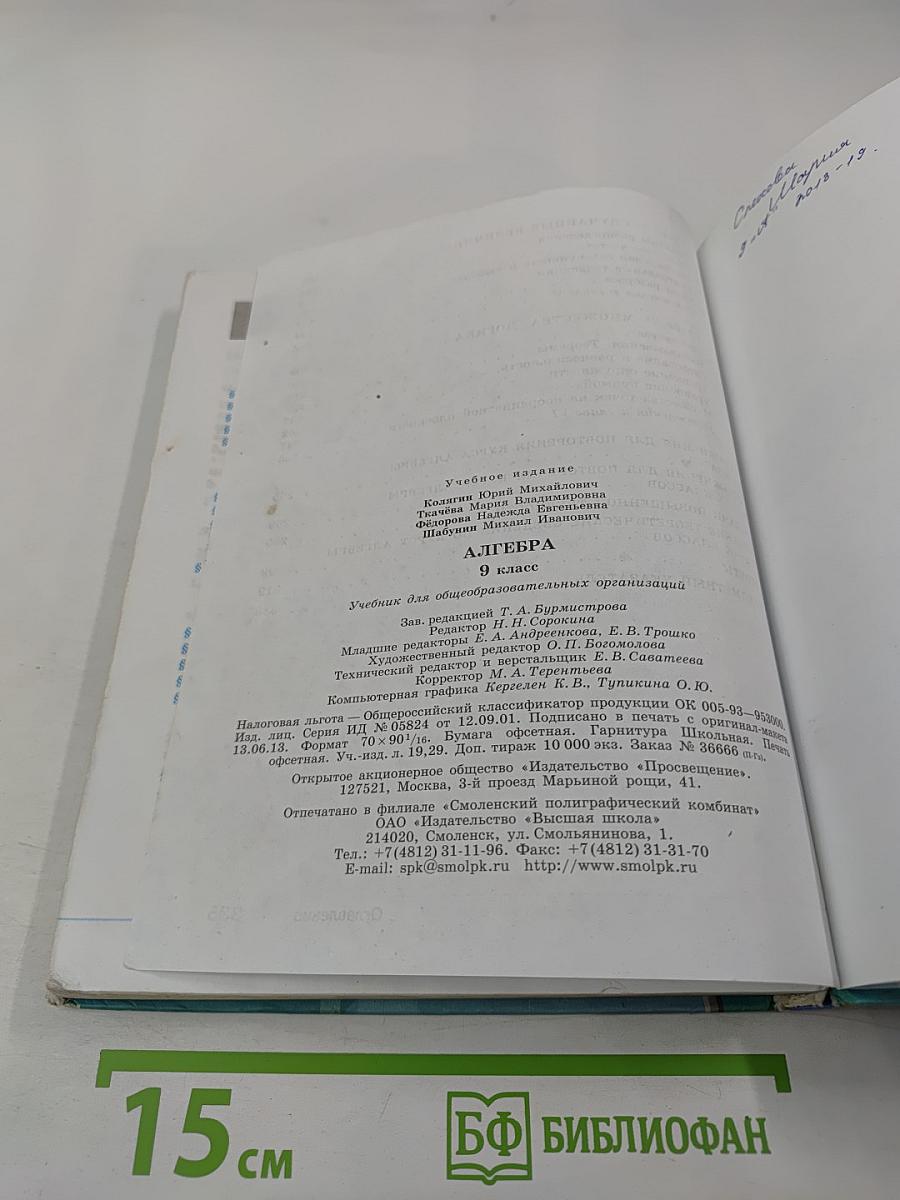 Учебное издание
Колягин Юрий Михайлович
Ткачёва Мария Владимировна
Фёдорова Надежда Евгеньевна
Шабунин Михаил Иванович
АЛГЕБРА
9 класс
Учебник для общеобразовательных организаций
Зав. редакцией Т. А. Бурмистрова
Редактор Н. Н. Сорокина
Младшие редакторы Е. А. Андреенкова, Е. В. Трошко
Художественный редактор О. П. Богомолова
Технический редактор и верстальщик Е. В. Саватеева
Корректор М. А. Терентьева
Компьютерная графика Кергелен К. В., Тупикина О. Ю.
Налоговая льгота — Общероссийский классификатор продукции ОК 005-93—953000.
Изд. лиц. Серия ИД № 05824 от 12.09.01. Подписано в печать с оригинал-макета
13.06.13. Формат 70×90 1/16. Бумага офсетная. Гарнитура Школьная. Печать
офсетная. Уч.-изд. л. 19,29. Доп. тираж 10 000 экз. Заказ № 36666 (п-Гз).
Открытое акционерное общество «Издательство «Просвещение».
127521, Москва, 3-й проезд Марьиной рощи, 41.
Отпечатано в филиале «Смоленский полиграфический комбинат»
ОАО «Издательство «Высшая школа»
214020, Смоленск, ул. Смольянинова, 1.
Тел.: +7(4812) 31-11-96. Факс: +7(4812) 31-31-70
E-mail: spk@smolpk.ru http://www.smolpk.ru
Мария
2018-19.
15 см
БФ БИБЛИОФАН